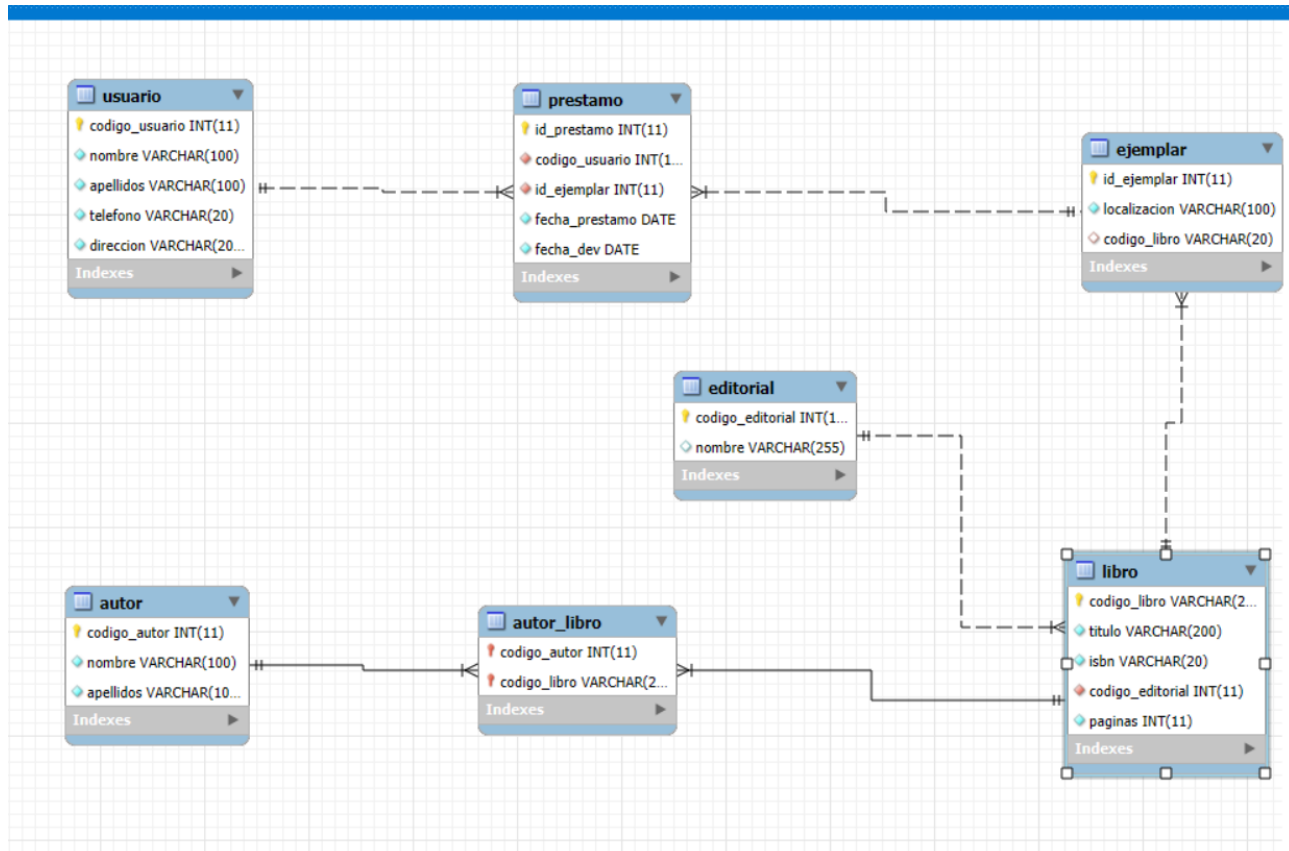 usuario
codigo_usuario INT(11)
nombre VARCHAR(100)
apellidos VARCHAR(100)
telefono VARCHAR(20)
direccion VARCHAR(20...
Indexes
prestamo
id_prestamo INT(11)
codigo_usuario INT(1...
id_ejemplar INT(11)
fecha_prestamo DATE
fecha_dev DATE
Indexes
ejemplar
id_ejemplar INT(11)
localizacion VARCHAR(100)
codigo_libro VARCHAR(20)
Indexes
editorial
codigo_editorial INT(1...
nombre VARCHAR(255)
Indexes
autor
codigo_autor INT(11)
nombre VARCHAR(100)
apellidos VARCHAR(10...
Indexes
autor_libro
codigo_autor INT(11)
codigo_libro VARCHAR(2...
Indexes
libro
codigo_libro VARCHAR(2...
titulo VARCHAR(200)
isbn VARCHAR(20)
codigo_editorial INT(11)
paginas INT(11)
Indexes